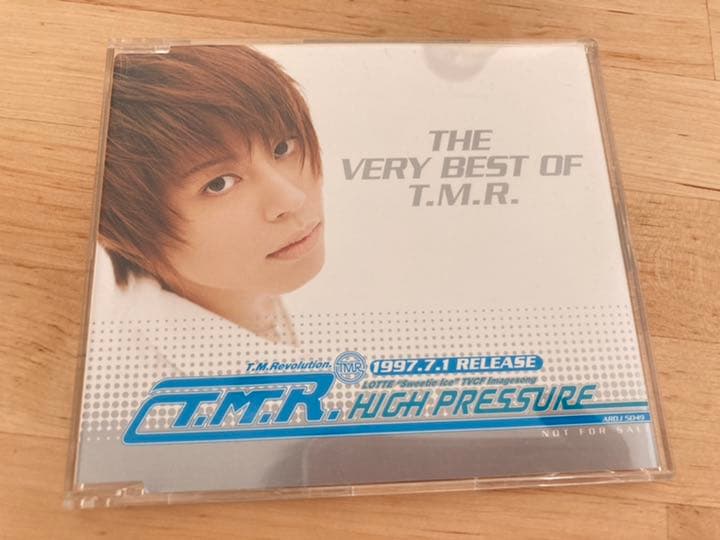 THE
VERY BEST OF
T.M.R.
T.M.Revolution.
TMR
1997.7.1 RELEASE
LOTTE "Sweetie Ice" TVCF Imagesong
T.M.R. HIGH PRESSURE
ARDJ 5049
NOT FOR SALE